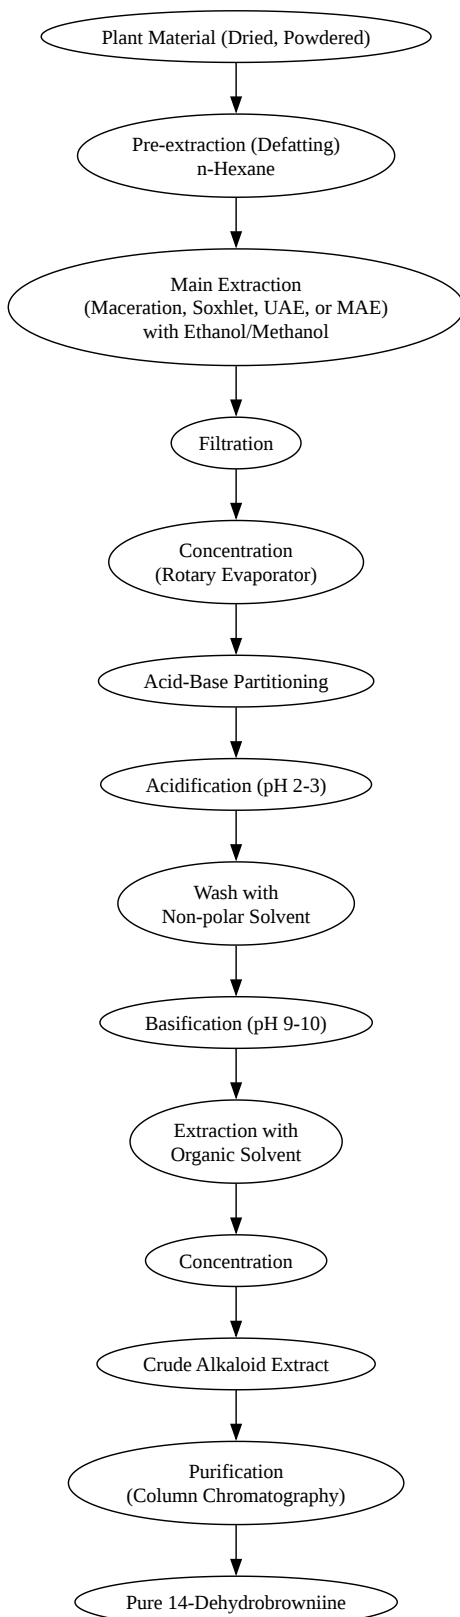 Plant Material (Dried, Powdered)
Pre-extraction (Defatting)
n-Hexane
Main Extraction
(Maceration, Soxhlet, UAE, or MAE)
with Ethanol/Methanol
Filtration
Concentration
(Rotary Evaporator)
Acid-Base Partitioning
Acidification (pH 2-3)
Wash with
Non-polar Solvent
Basification (pH 9-10)
Extraction with
Organic Solvent
Concentration
Crude Alkaloid Extract
Purification
(Column Chromatography)
Pure 14-Dehydrobrowniine